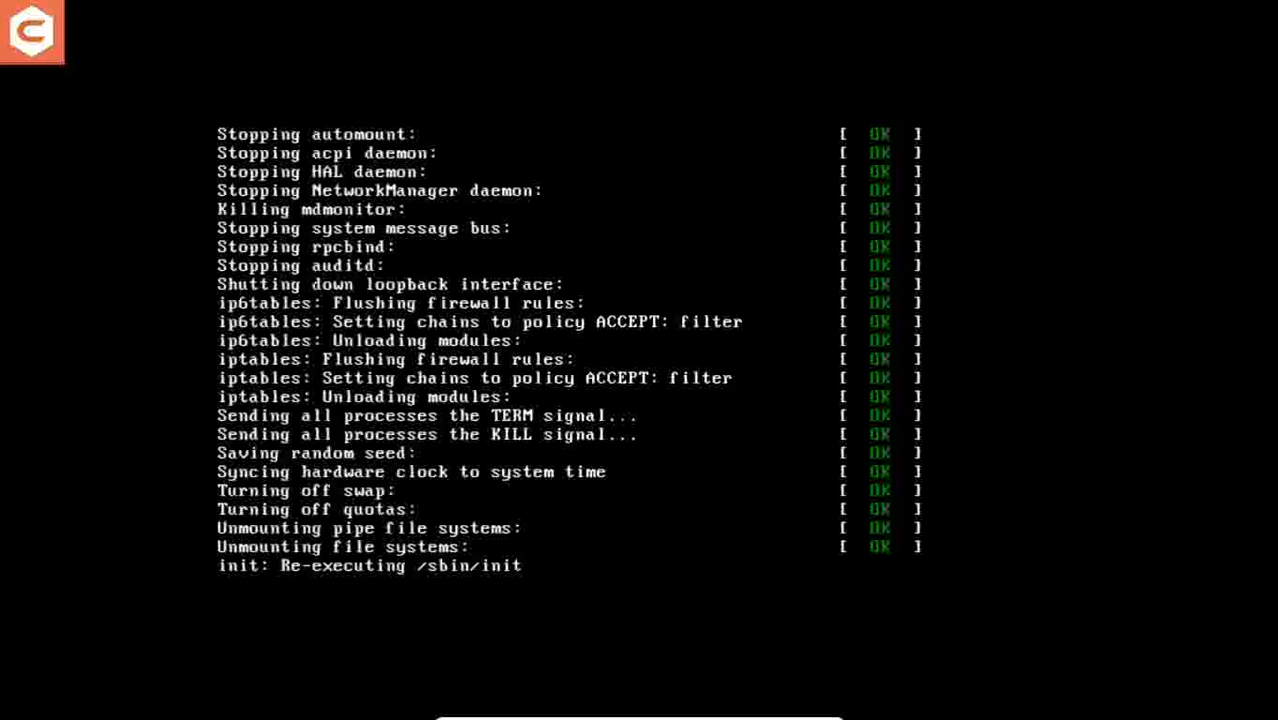 Stopping automount: [ OK ]
Stopping acpi daemon: [ OK ]
Stopping HAL daemon: [ OK ]
Stopping NetworkManager daemon: [ OK ]
Killing mdmonitor: [ OK ]
Stopping system message bus: [ OK ]
Stopping rpcbind: [ OK ]
Stopping auditd: [ OK ]
Shutting down loopback interface: [ OK ]
ip6tables: Flushing firewall rules: [ OK ]
ip6tables: Setting chains to policy ACCEPT: filter [ OK ]
ip6tables: Unloading modules: [ OK ]
iptables: Flushing firewall rules: [ OK ]
iptables: Setting chains to policy ACCEPT: filter [ OK ]
iptables: Unloading modules: [ OK ]
Sending all processes the TERM signal... [ OK ]
Sending all processes the KILL signal... [ OK ]
Saving random seed: [ OK ]
Syncing hardware clock to system time [ OK ]
Turning off swap: [ OK ]
Turning off quotas: [ OK ]
Unmounting pipe file systems: [ OK ]
Unmounting file systems: [ OK ]
init: Re-executing /sbin/init